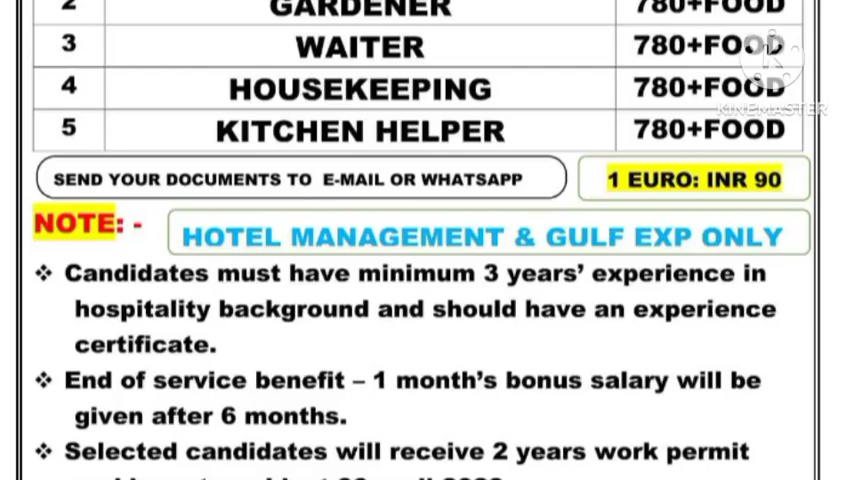 2 GARDENER 780+FOOD
3 WAITER 780+FOOD
4 HOUSEKEEPING 780+FOOD
KINEMASTER
5 KITCHEN HELPER 780+FOOD
SEND YOUR DOCUMENTS TO E-MAIL OR WHATSAPP 1 EURO: INR 90
NOTE: -
HOTEL MANAGEMENT & GULF EXP ONLY
❖ Candidates must have minimum 3 years' experience in
hospitality background and should have an experience
certificate.
❖ End of service benefit – 1 month's bonus salary will be
given after 6 months.
❖ Selected candidates will receive 2 years work permit